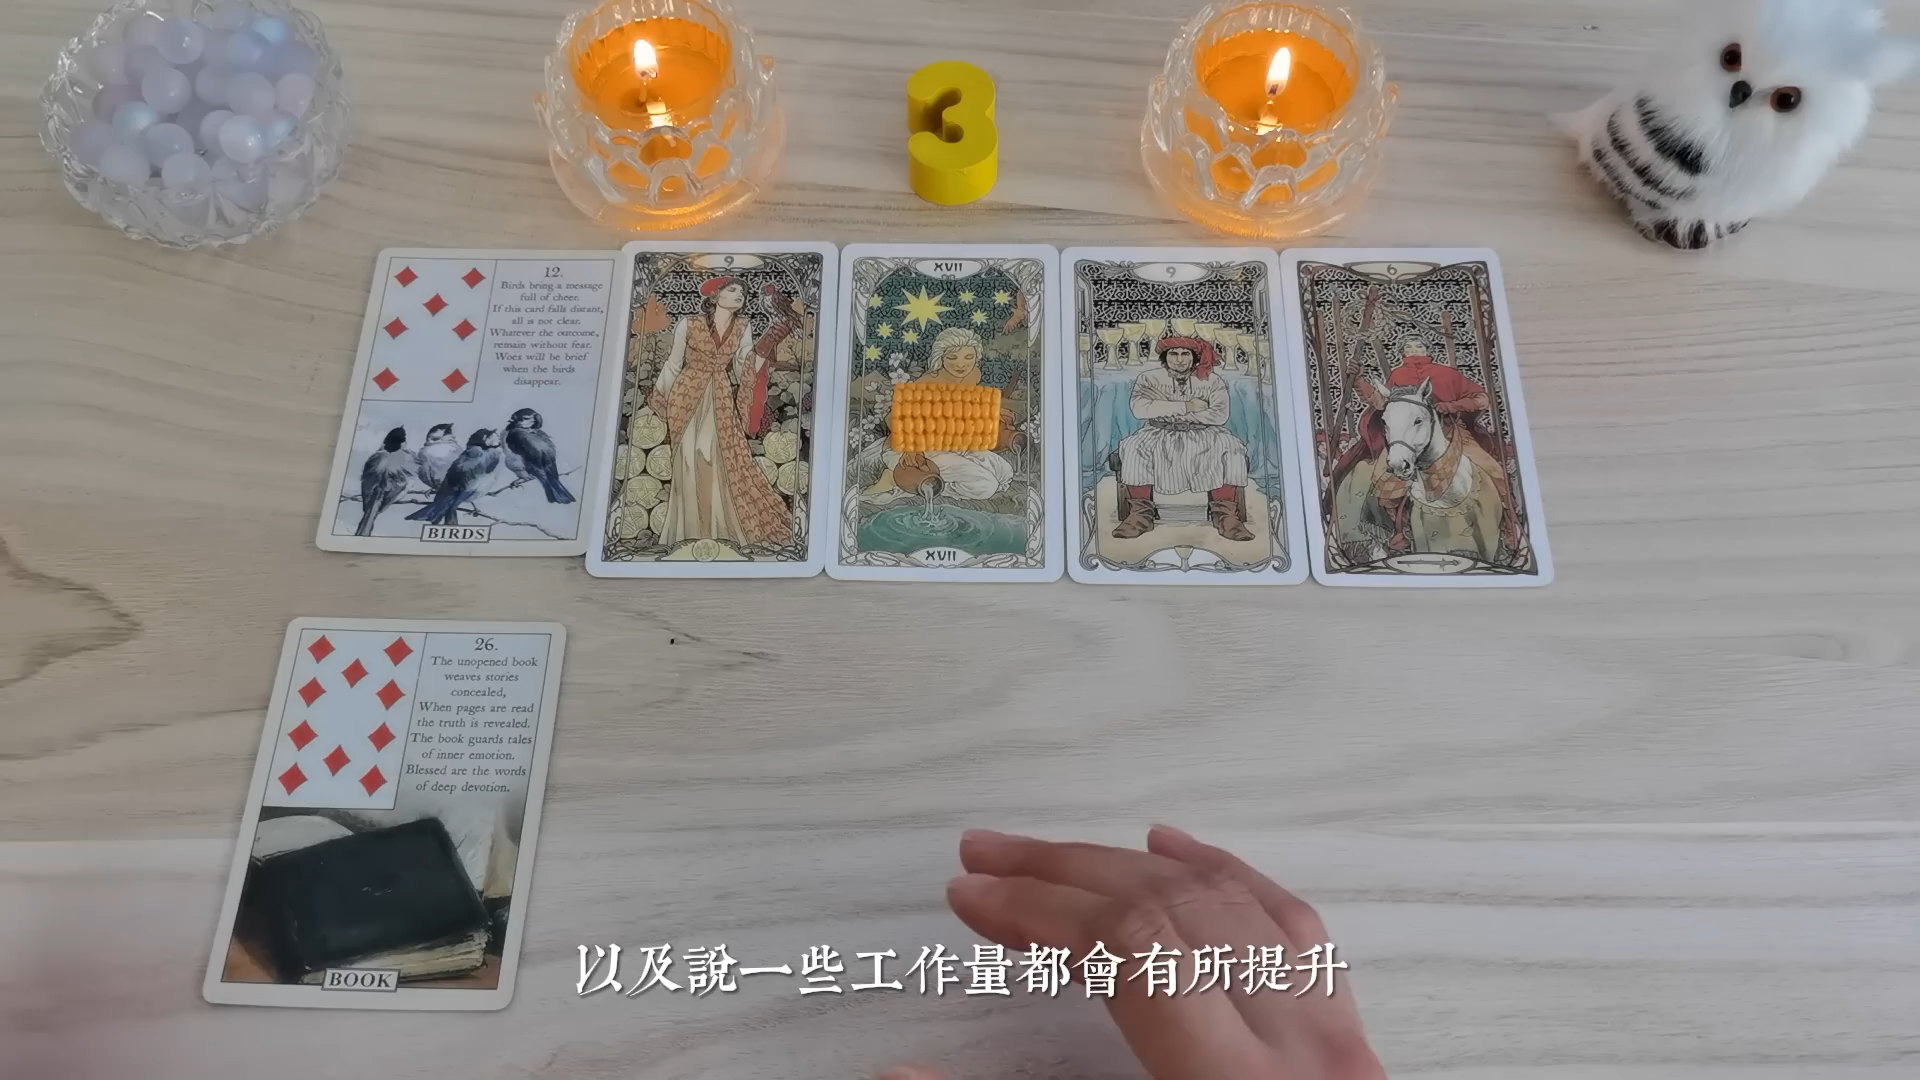 3
12.
Birds bring a message
full of cheer.
If this card falls distant,
all is not clear.
Whatever the outcome,
remain without fear.
Woes will be brief
when the birds
disappear.
BIRDS
9
XVII
XVII
9
6
26.
The unopened book
weaves stories
concealed,
When pages are read
the truth is revealed.
The book guards tales
of inner emotion.
Blessed are the words
of deep devotion.
BOOK
以及說一些工作量都會有所提升